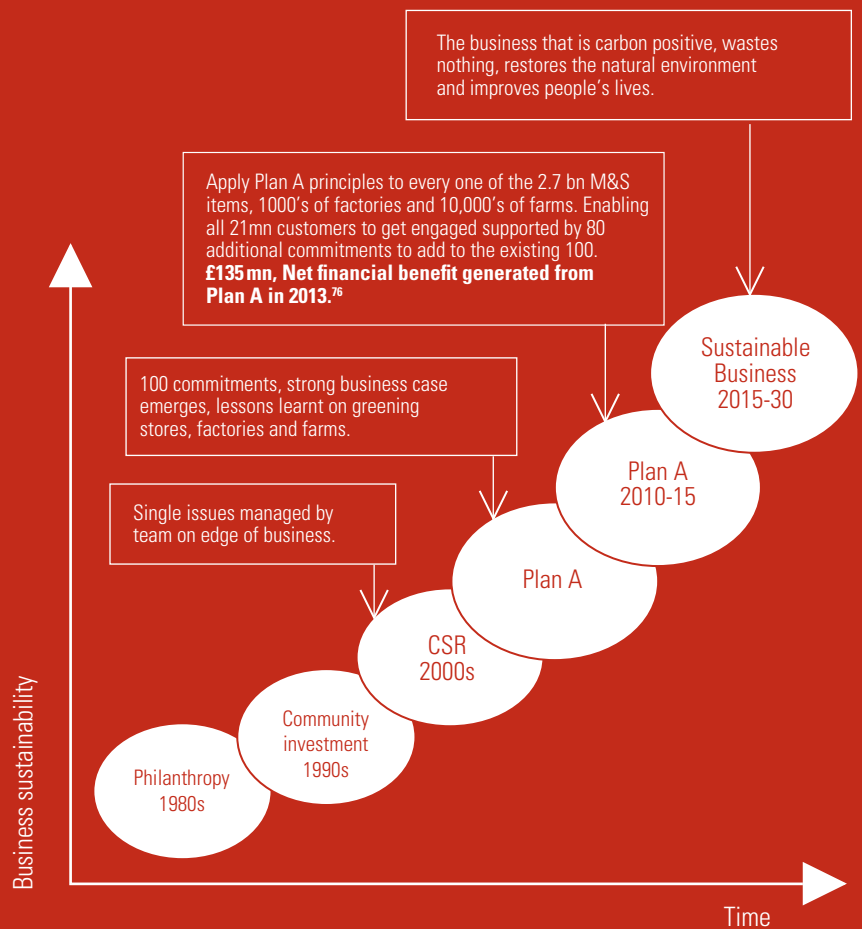 The business that is carbon positive, wastes
nothing, restores the natural environment
and improves people’s lives.
Apply Plan A principles to every one of the 2.7 bn M&S
items, 1000’s of factories and 10,000’s of farms. Enabling
all 21mn customers to get engaged supported by 80
additional commitments to add to the existing 100.
£135mn, Net financial benefit generated from
Plan A in 2013.76
100 commitments, strong business case
emerges, lessons learnt on greening
stores, factories and farms.
Single issues managed by
team on edge of business.
Sustainable
Business
2015-30
Plan A
2010-15
Plan A
CSR
2000s
Community
investment
1990s
Philanthropy
1980s
Business sustainability
Time